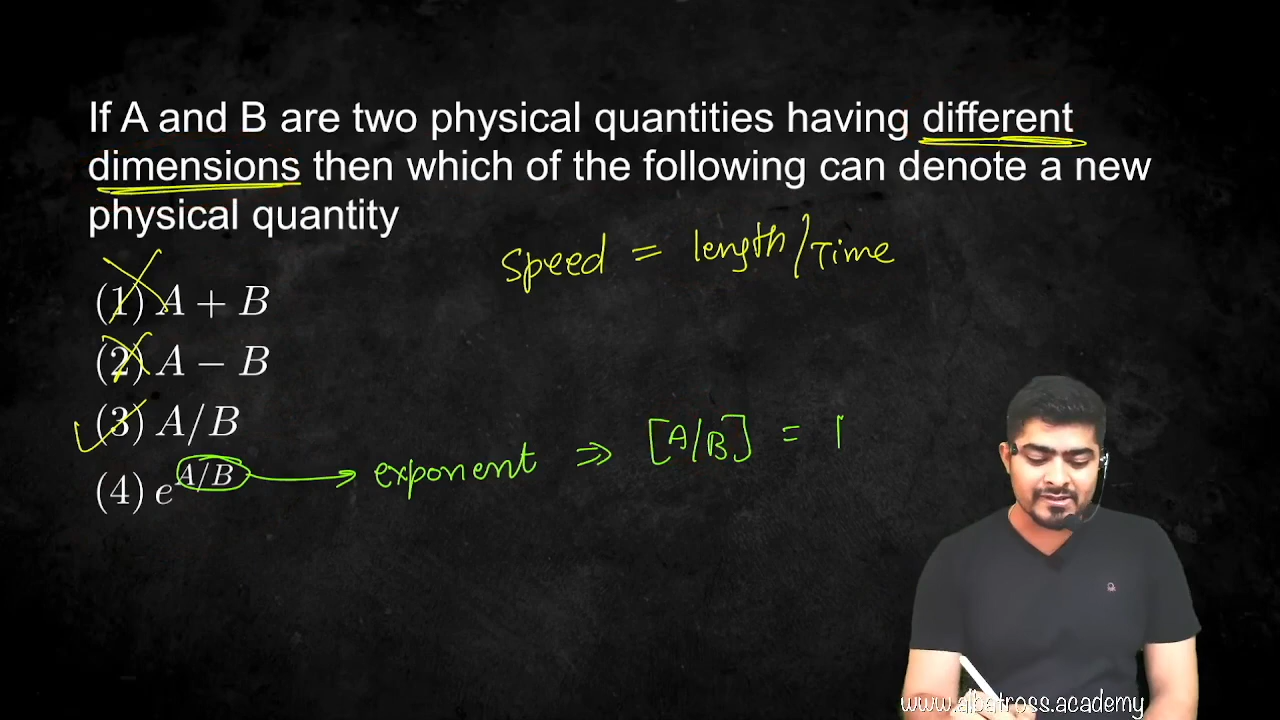 If A and B are two physical quantities having different
dimensions then which of the following can denote a new
physical quantity
speed = length/Time
(1) A + B
(2) A − B
(3) A/B
(4) e^{-A/B} → exponent ⇒ [A/B] = 1
www.albatross.academy